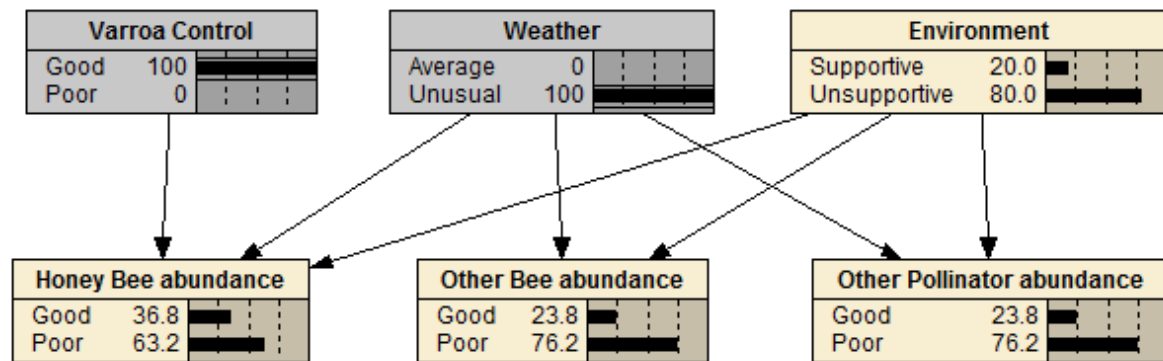 Varroa Control
Good 100
Poor 0
Weather
Average 0
Unusual 100
Environment
Supportive 20.0
Unsupportive 80.0
Honey Bee abundance
Good 36.8
Poor 63.2
Other Bee abundance
Good 23.8
Poor 76.2
Other Pollinator abundance
Good 23.8
Poor 76.2